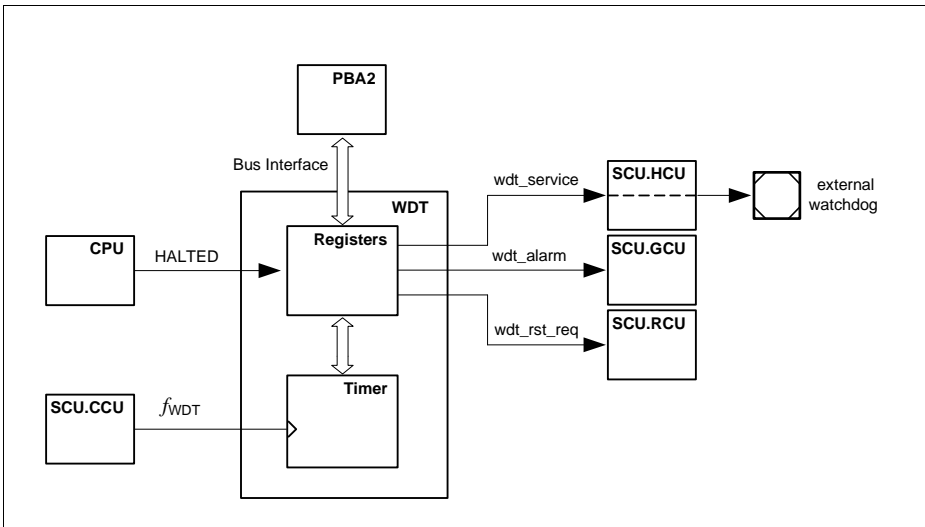 PBA2
Bus Interface
WDT
wdt_service
SCU.HCU
external
watchdog
CPU
HALTED
Registers
wdt_alarm
SCU.GCU
wdt_rst_req
SCU.RCU
SCU.CCU
fWDT
Timer